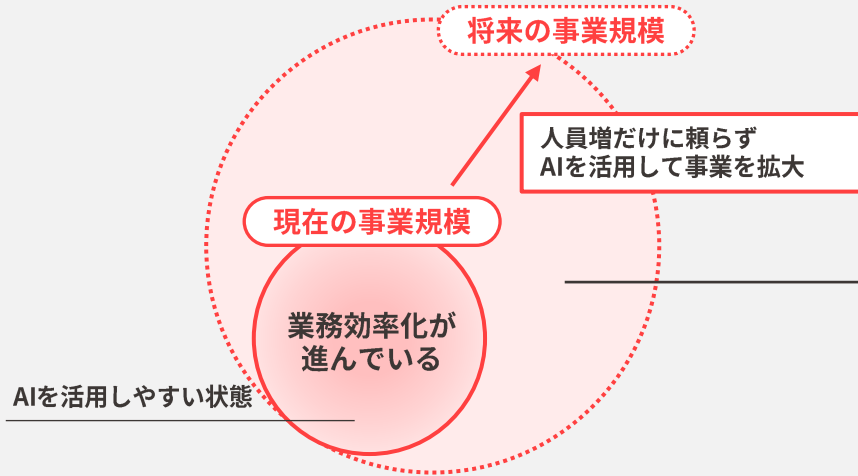 将来の事業規模
人員増だけに頼らず
AIを活用して事業を拡大
現在の事業規模
業務効率化が
進んでいる
AIを活用しやすい状態